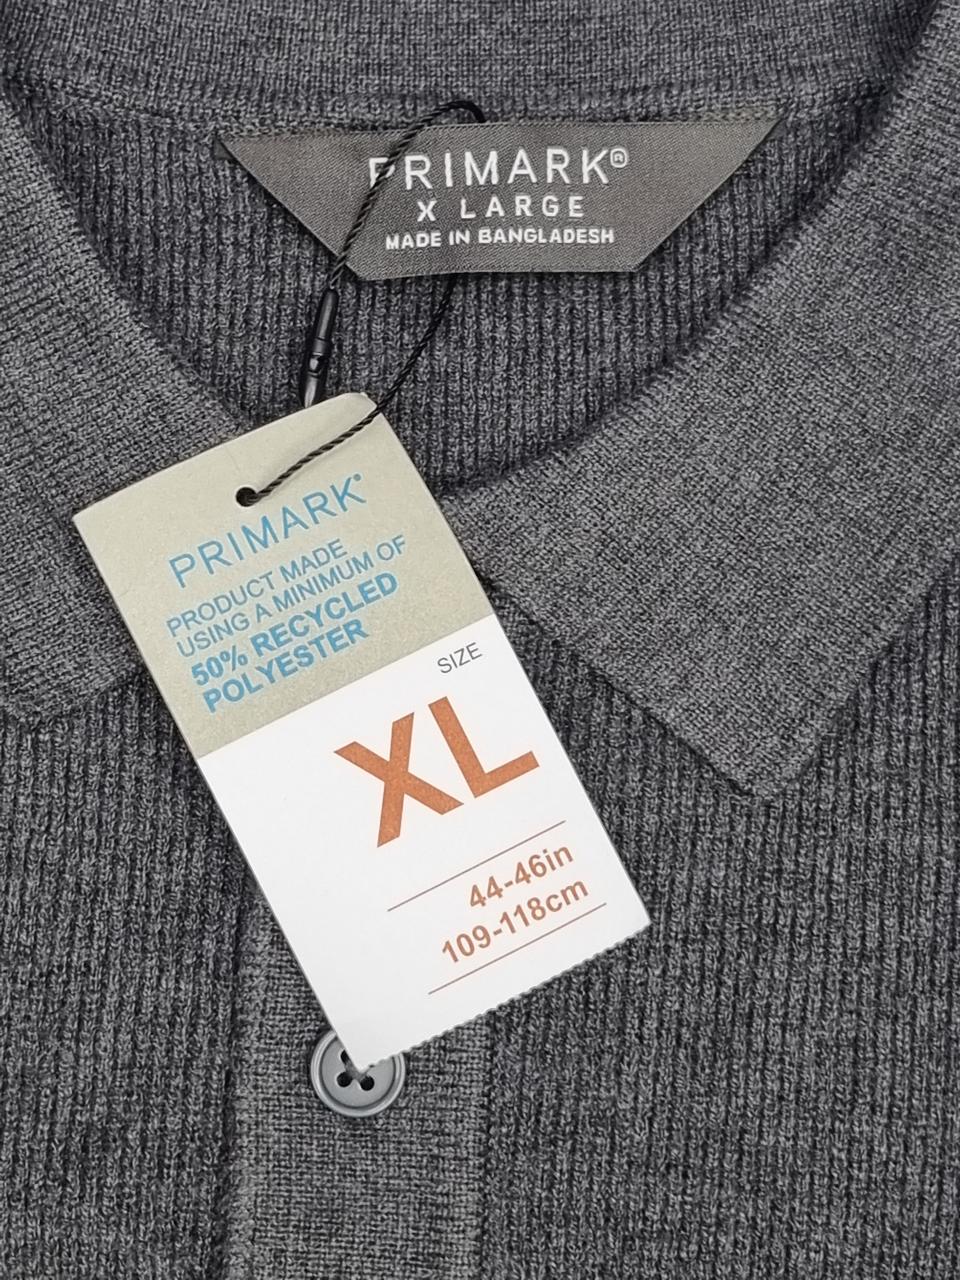 PRIMARK®
X LARGE
MADE IN BANGLADESH
PRIMARK®
PRODUCT MADE
USING A MINIMUM OF
50% RECYCLED
POLYESTER
SIZE
XL
44-46in
109-118cm